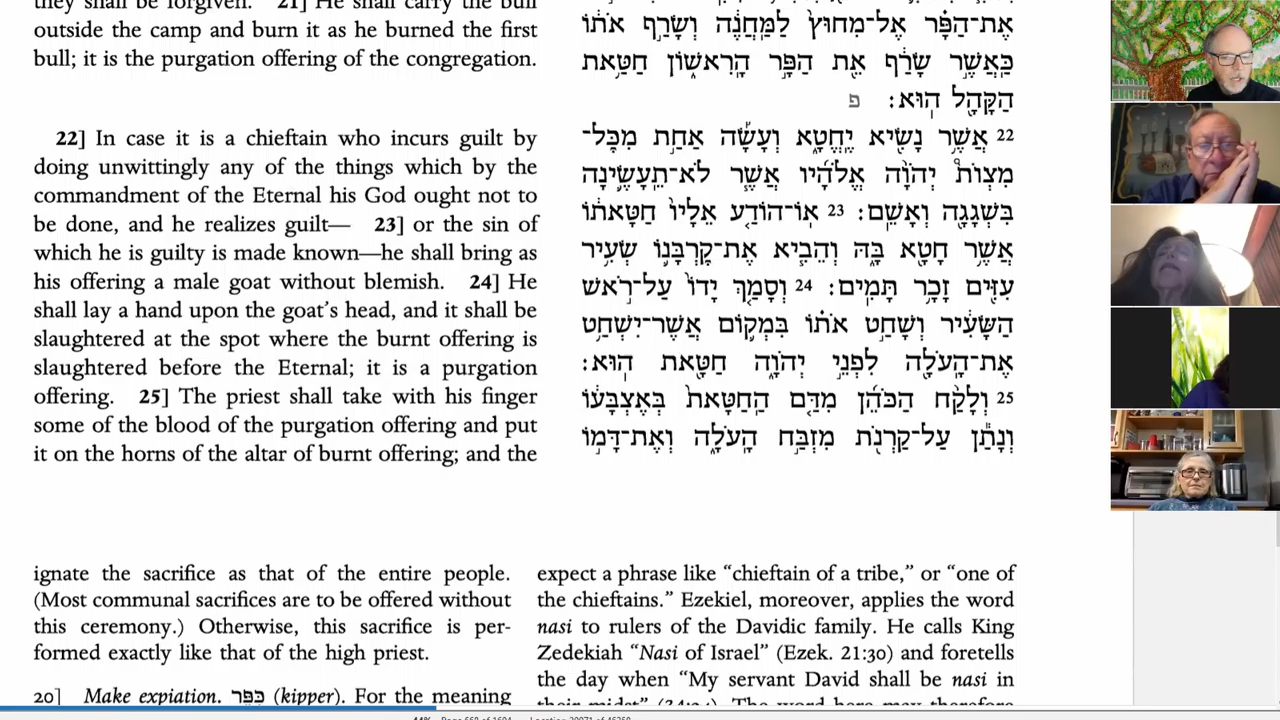 they shall be forgiven. 21] He shall carry the bull
outside the camp and burn it as he burned the first
bull; it is the purgation offering of the congregation.
22] In case it is a chieftain who incurs guilt by
doing unwittingly any of the things which by the
commandment of the Eternal his God ought not to
be done, and he realizes guilt— 23] or the sin of
which he is guilty is made known—he shall bring as
his offering a male goat without blemish. 24] He
shall lay a hand upon the goat’s head, and it shall be
slaughtered at the spot where the burnt offering is
slaughtered before the Eternal; it is a purgation
offering. 25] The priest shall take with his finger
some of the blood of the purgation offering and put
it on the horns of the altar of burnt offering; and the
אֶת־הַפָּ֗ר אֶל־מִחוּץ֙ לַֽמַּחֲנֶ֔ה וְשָׂרַ֣ף אֹת֔וֹ
כַּאֲשֶׁ֣ר שָׂרַ֔ף אֵ֖ת הַפָּ֣ר הָרִאשׁ֑וֹן חַטַּ֥את
הַקָּהָ֖ל הֽוּא׃ פ
22 אֲשֶׁ֥ר נָשִׂ֖יא יֶֽחֱטָ֑א וְעָשָׂ֡ה אַחַ֣ת מִכׇּל־
מִצְוֺת֩ יְהֹוָ֨ה אֱלֹהָ֜יו אֲשֶׁ֧ר לֹא־תֵעָשֶׂ֛ינָה
בִּשְׁגָגָ֖ה וְאָשֵֽׁם׃ 23 אֽוֹ־הוֹדַ֤ע אֵלָיו֙ חַטָּאת֔וֹ
אֲשֶׁ֥ר חָטָ֖א בָּ֑הּ וְהֵבִ֧יא אֶת־קׇרְבָּנ֛וֹ שְׂעִ֥יר
עִזִּ֖ים זָכָ֥ר תָּמִֽים׃ 24 וְסָמַ֤ךְ יָדוֹ֙ עַל־רֹ֣אשׁ
הַשָּׂעִ֔יר וְשָׁחַ֣ט אֹת֔וֹ בִּמְק֛וֹם אֲשֶׁר־יִשְׁחַ֥ט
אֶת־הָעֹלָ֖ה לִפְנֵ֣י יְהֹוָ֑ה חַטָּ֖את הֽוּא׃
25 וְלָקַ֨ח הַכֹּהֵ֜ן מִדַּ֤ם הַֽחַטָּאת֙ בְּאֶצְבָּע֔וֹ
וְנָתַ֕ן עַל־קַרְנֹ֖ת מִזְבַּ֣ח הָעֹלָ֑ה וְאֶת־דָּמ֣וֹ
ignate the sacrifice as that of the entire people.
(Most communal sacrifices are to be offered without
this ceremony.) Otherwise, this sacrifice is per-
formed exactly like that of the high priest.
20] Make expiation. כִּפֶּר (kipper). For the meaning
expect a phrase like “chieftain of a tribe,” or “one of
the chieftains.” Ezekiel, moreover, applies the word
nasi to rulers of the Davidic family. He calls King
Zedekiah “Nasi of Israel” (Ezek. 21:30) and foretells
the day when “My servant David shall be nasi in
their midst” (34:24). The word here may therefore